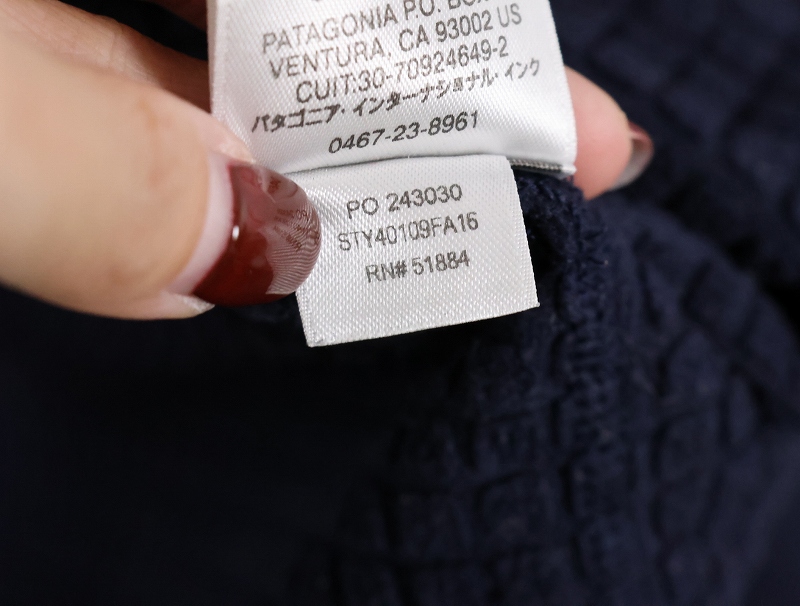 PATAGONIA P.O. BOX
VENTURA, CA 93002 US
CUIT:30-70924649-2
パタゴニア・インターナショナル・インク
0467-23-8961
PO 243030
STY40109FA16
RN# 51884